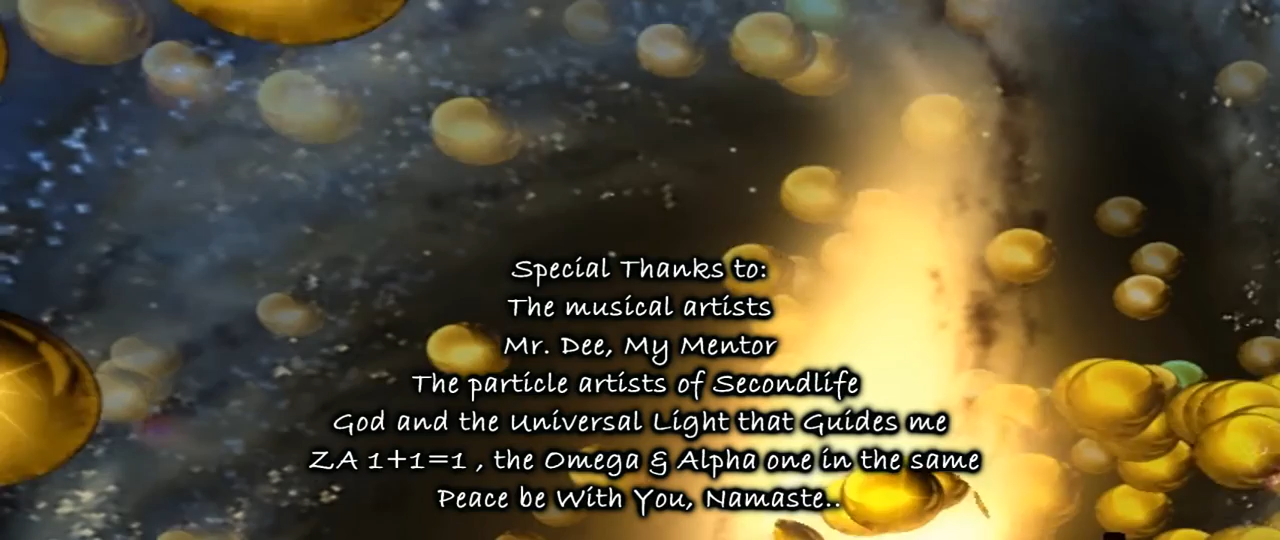 Special Thanks to:
The musical artists
Mr. Dee, My Mentor
The particle artists of Secondlife
God and the Universal Light that Guides me
ZA 1+1=1 , the Omega & Alpha one in the same
Peace be With You, Namaste..